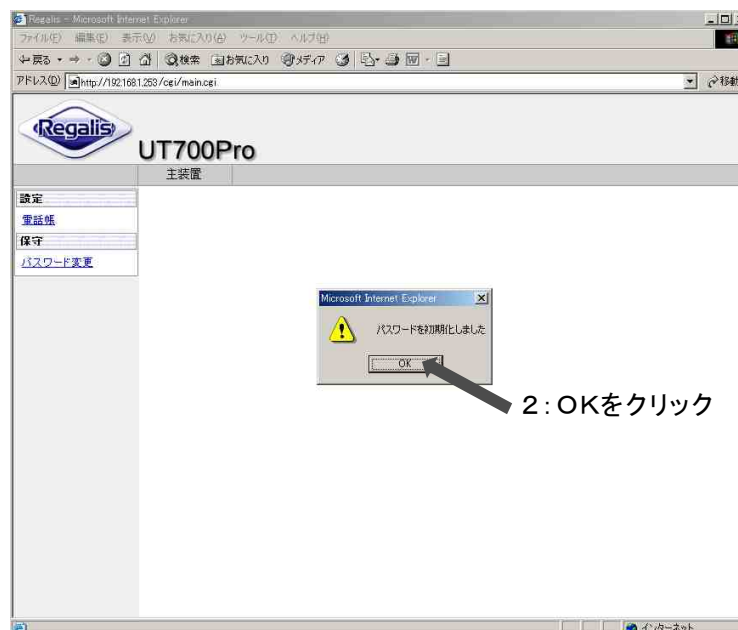 Regalis - Microsoft Internet Explorer
ファイル(F) 編集(E) 表示(V) お気に入り(A) ツール(T) ヘルプ(H)
戻る 検索 お気に入り メディア
アドレス(D) http://192.168.1.253/cgi/main.cgi 移動
Regalis
UT700Pro
主装置
設定
電話帳
保守
パスワード変更
Microsoft Internet Explorer
パスワードを初期化しました
OK
2:OKをクリック
インターネット